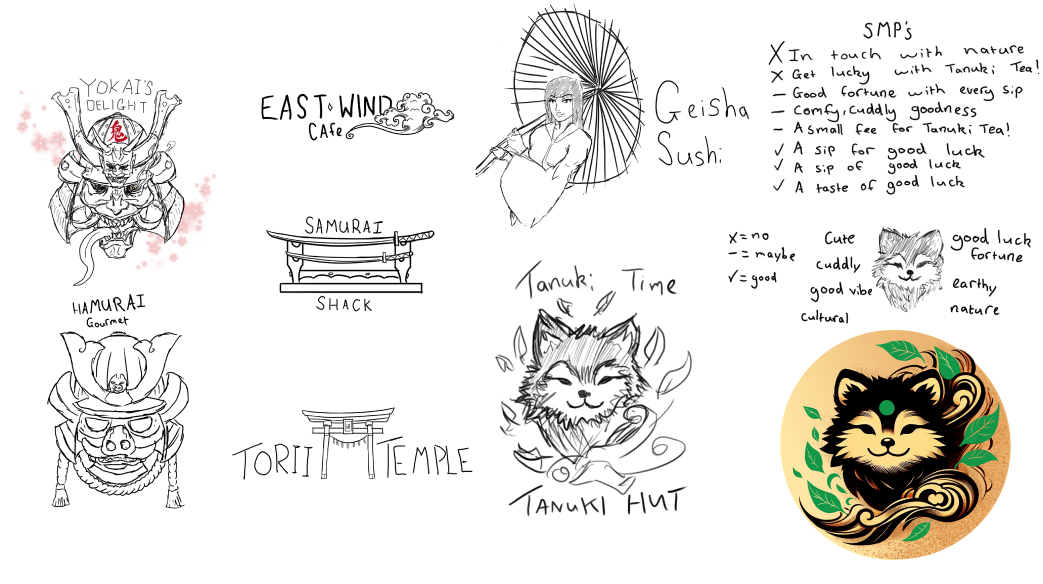 YOKAI'S
DELIGHT
鬼
HAMURAI
Gourmet
EAST WIND
CAfe
SAMURAI
SHACK
TORII TEMPLE
Geisha
Sushi
Tanuki Time
TANUKI HUT
SMP's
X In touch with nature
x Get lucky with Tanuki Tea!
– Good fortune with every sip
– Comfy, cuddly goodness
– A small fee for Tanuki Tea!
✓ A sip for good luck
✓ A sip of good luck
✓ A taste of good luck
x = no
– = maybe
✓ = good
Cute
cuddly
good vibe
cultural
good luck
fortune
earthy
nature